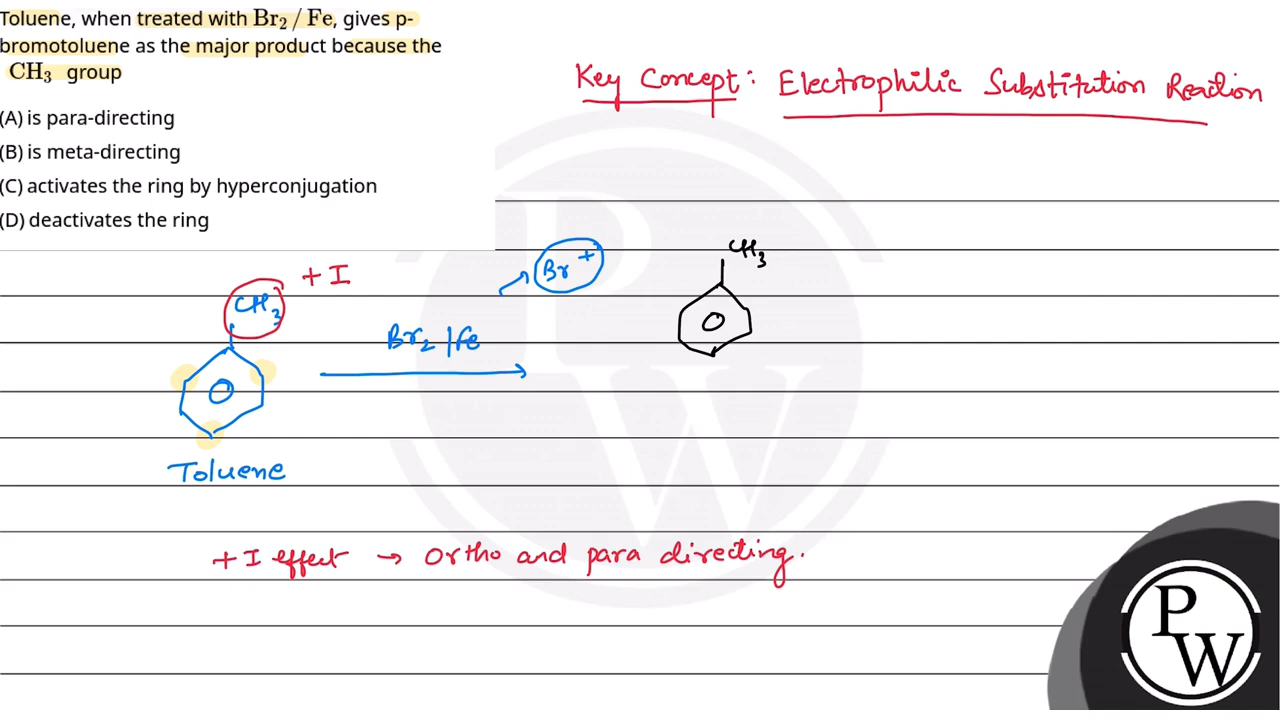 Toluene, when treated with Br₂ / Fe, gives p-
bromotoluene as the major product because the
CH₃ group
(A) is para-directing
(B) is meta-directing
(C) activates the ring by hyperconjugation
(D) deactivates the ring
Key Concept: Electrophilic Substitution Reaction
CH₃ +I
Br₂ / Fe
Br⁺
CH₃
Toluene
+I effect → Ortho and para directing.
PW
PW